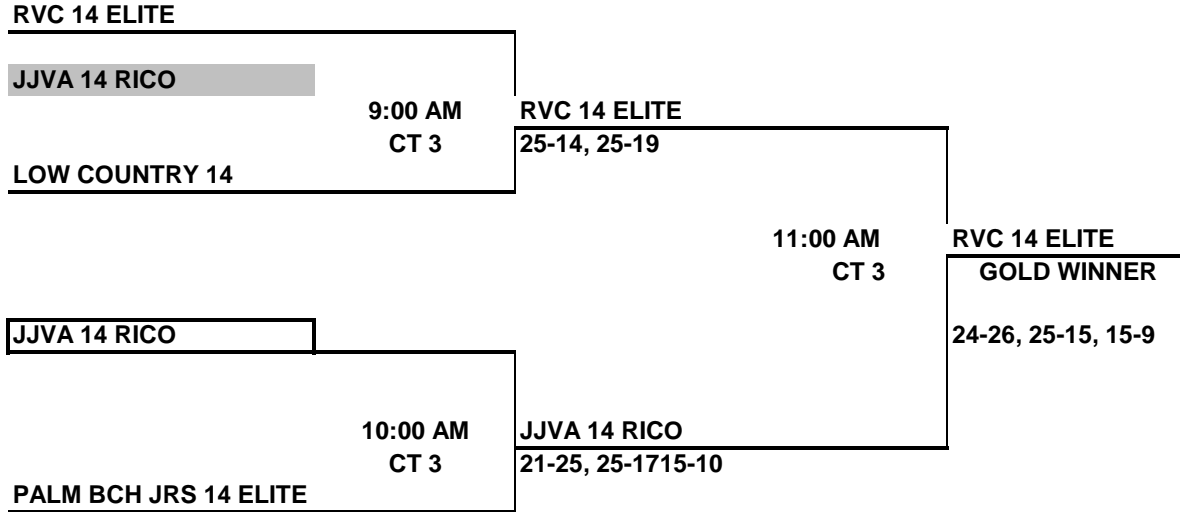 RVC 14 ELITE
JJVA 14 RICO
9:00 AM RVC 14 ELITE
CT 3 25-14, 25-19
LOW COUNTRY 14
11:00 AM RVC 14 ELITE
CT 3 GOLD WINNER
JJVA 14 RICO 24-26, 25-15, 15-9
10:00 AM JJVA 14 RICO
CT 3 21-25, 25-1715-10
PALM BCH JRS 14 ELITE